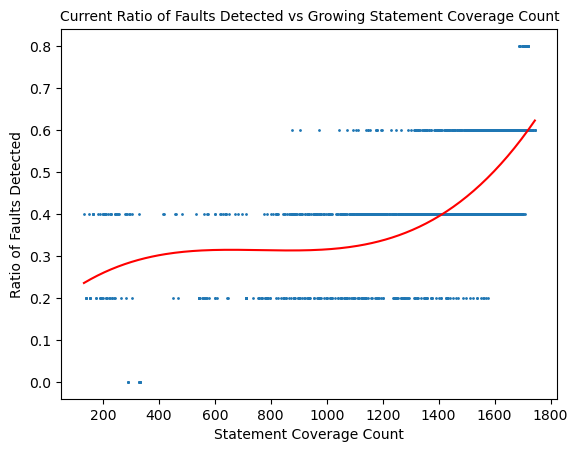 Current Ratio of Faults Detected vs Growing Statement Coverage Count
0.8
0.7
0.6
0.5
0.4
0.3
0.2
0.1
0.0
Ratio of Faults Detected
200 400 600 800 1000 1200 1400 1600 1800
Statement Coverage Count